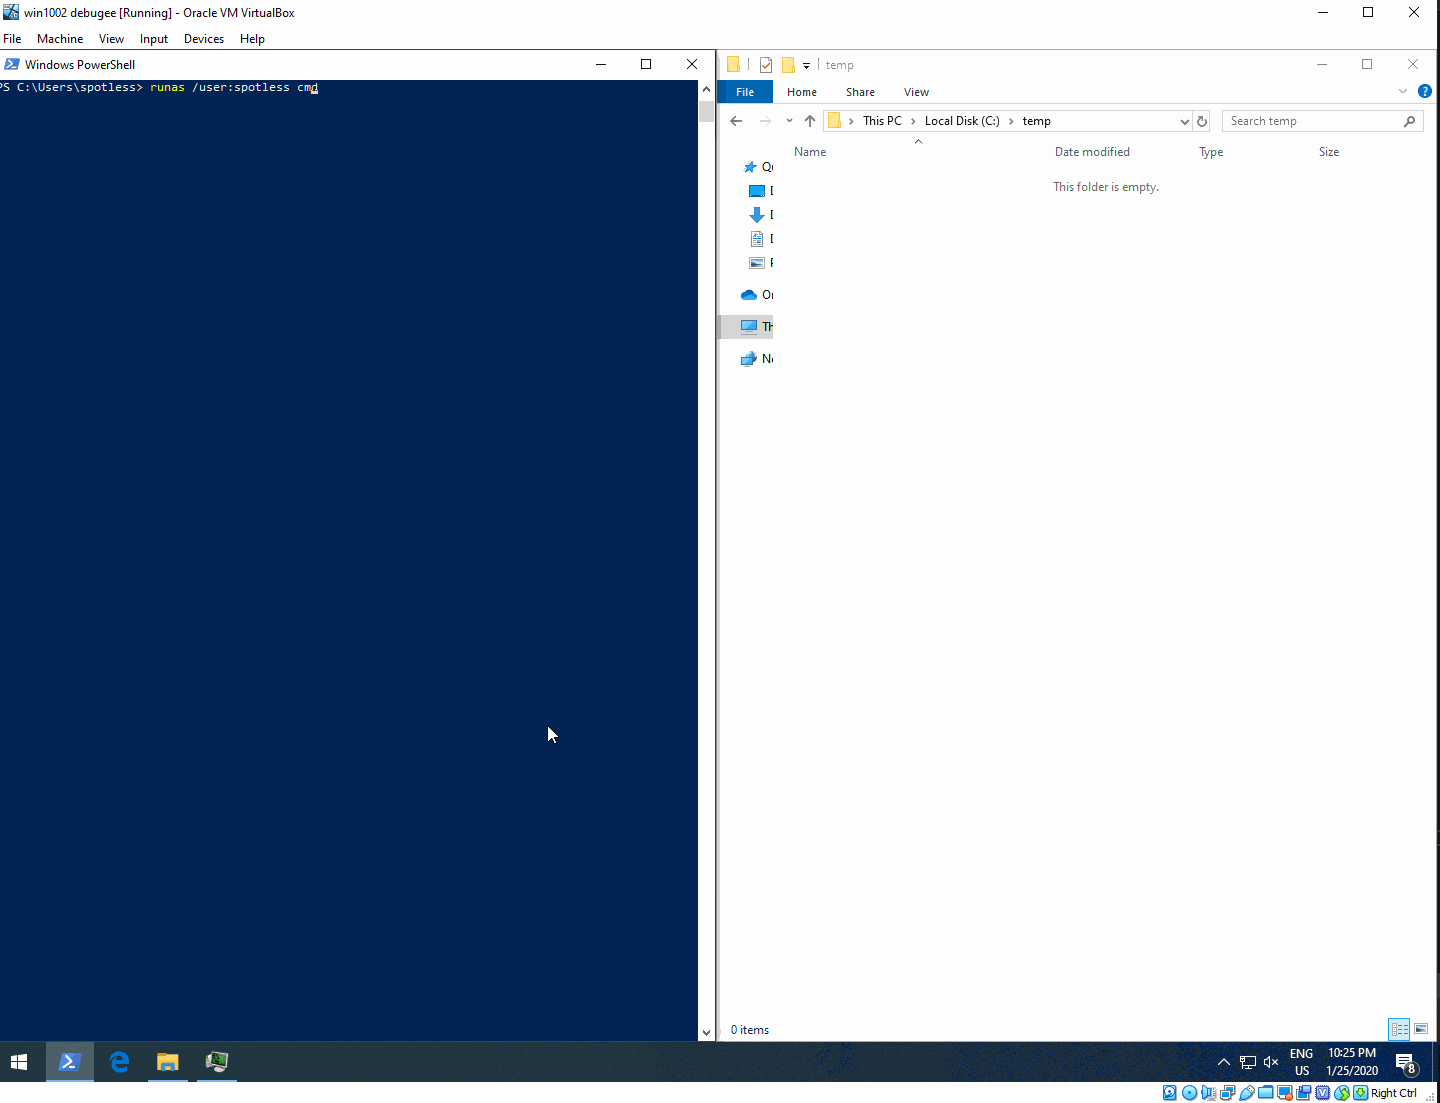 win1002 debugee [Running] - Oracle VM VirtualBox
File Machine View Input Devices Help
Windows PowerShell
PS C:\Users\spotless> runas /user:spotless cmd
temp
File Home Share View
This PC > Local Disk (C:) > temp
Search temp
Name Date modified Type Size
This folder is empty.
Qu
D
D
D
P
On
Th
Ne
0 items
ENG
US
10:25 PM
1/25/2020
8
Right Ctrl